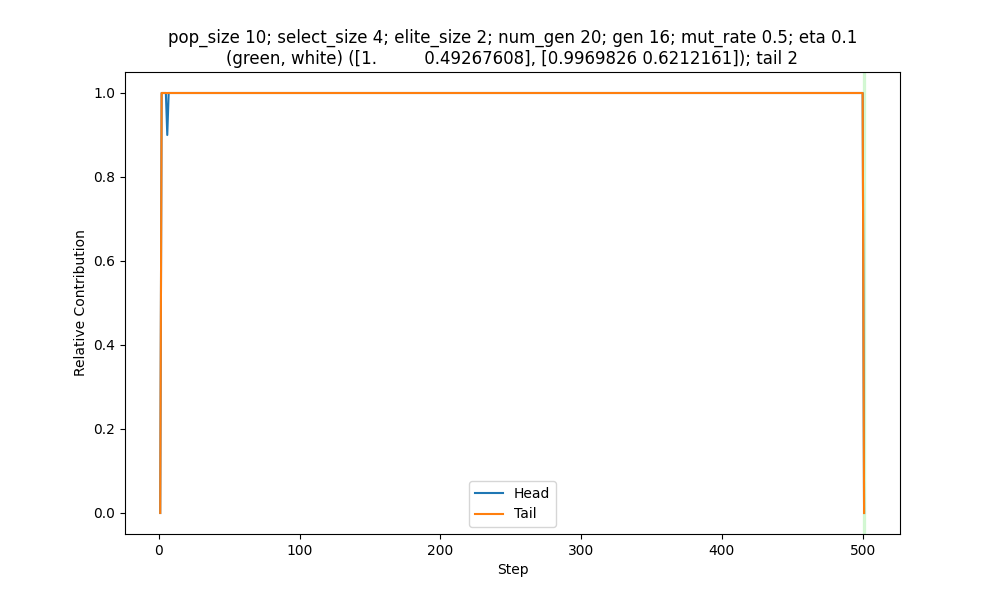 pop_size 10; select_size 4; elite_size 2; num_gen 20; gen 16; mut_rate 0.5; eta 0.1
(green, white) ([1.         0.49267608], [0.9969826 0.6212161]); tail 2
1.0
0.8
0.6
0.4
0.2
0.0
Relative Contribution
Head
Tail
0 100 200 300 400 500
Step